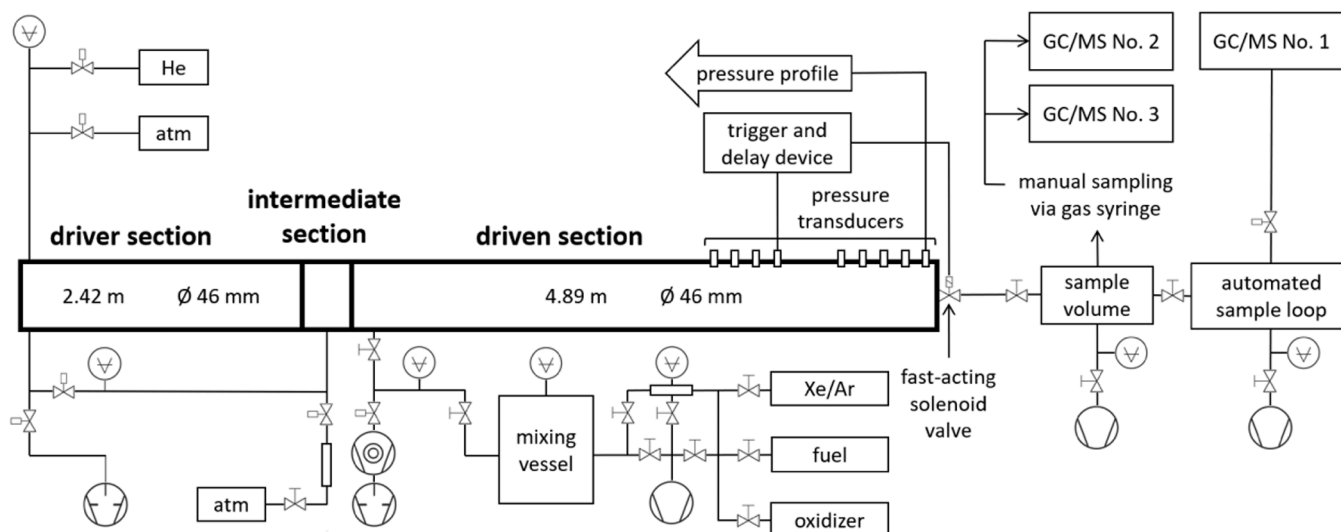 He
atm
pressure profile
trigger and
delay device
GC/MS No. 2
GC/MS No. 1
GC/MS No. 3
manual sampling
via gas syringe
pressure
transducers
driver section
intermediate
section
driven section
2.42 m Ø 46 mm
4.89 m Ø 46 mm
sample
volume
automated
sample loop
fast-acting
solenoid
valve
mixing
vessel
Xe/Ar
fuel
oxidizer
atm